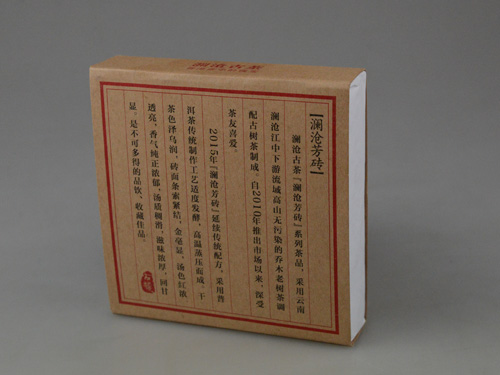 澜沧古茶
澜沧芳砖
澜沧古茶『澜沧芳砖』系列茶品，采用云南
澜沧江中下游流域高山无污染的乔木老树茶调
配古树茶制成。自2010年推出市场以来，深受
茶友喜爱。
2015年『澜沧芳砖』延续传统配方，采用普
洱茶传统制作工艺适度发酵，高温蒸压而成。干
茶色泽乌润，砖面条索紧结，金毫显，汤色红浓
透亮，香气纯正浓郁，汤质稠滑，滋味浓厚，回甘
显，是不可多得的品饮、收藏佳品。